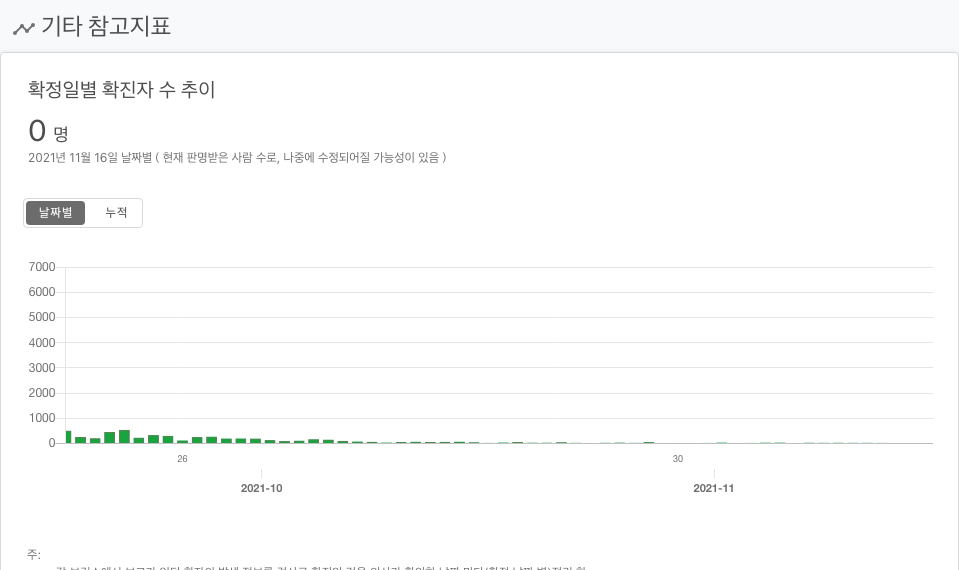 기타 참고지표
확정일별 확진자 수 추이
0 명
2021년 11월 16일 날짜별 ( 현재 판명받은 사람 수로, 나중에 수정되어질 가능성이 있음 )
날짜별 누적
7000
6000
5000
4000
3000
2000
1000
0
26 30
2021-10 2021-11
주: